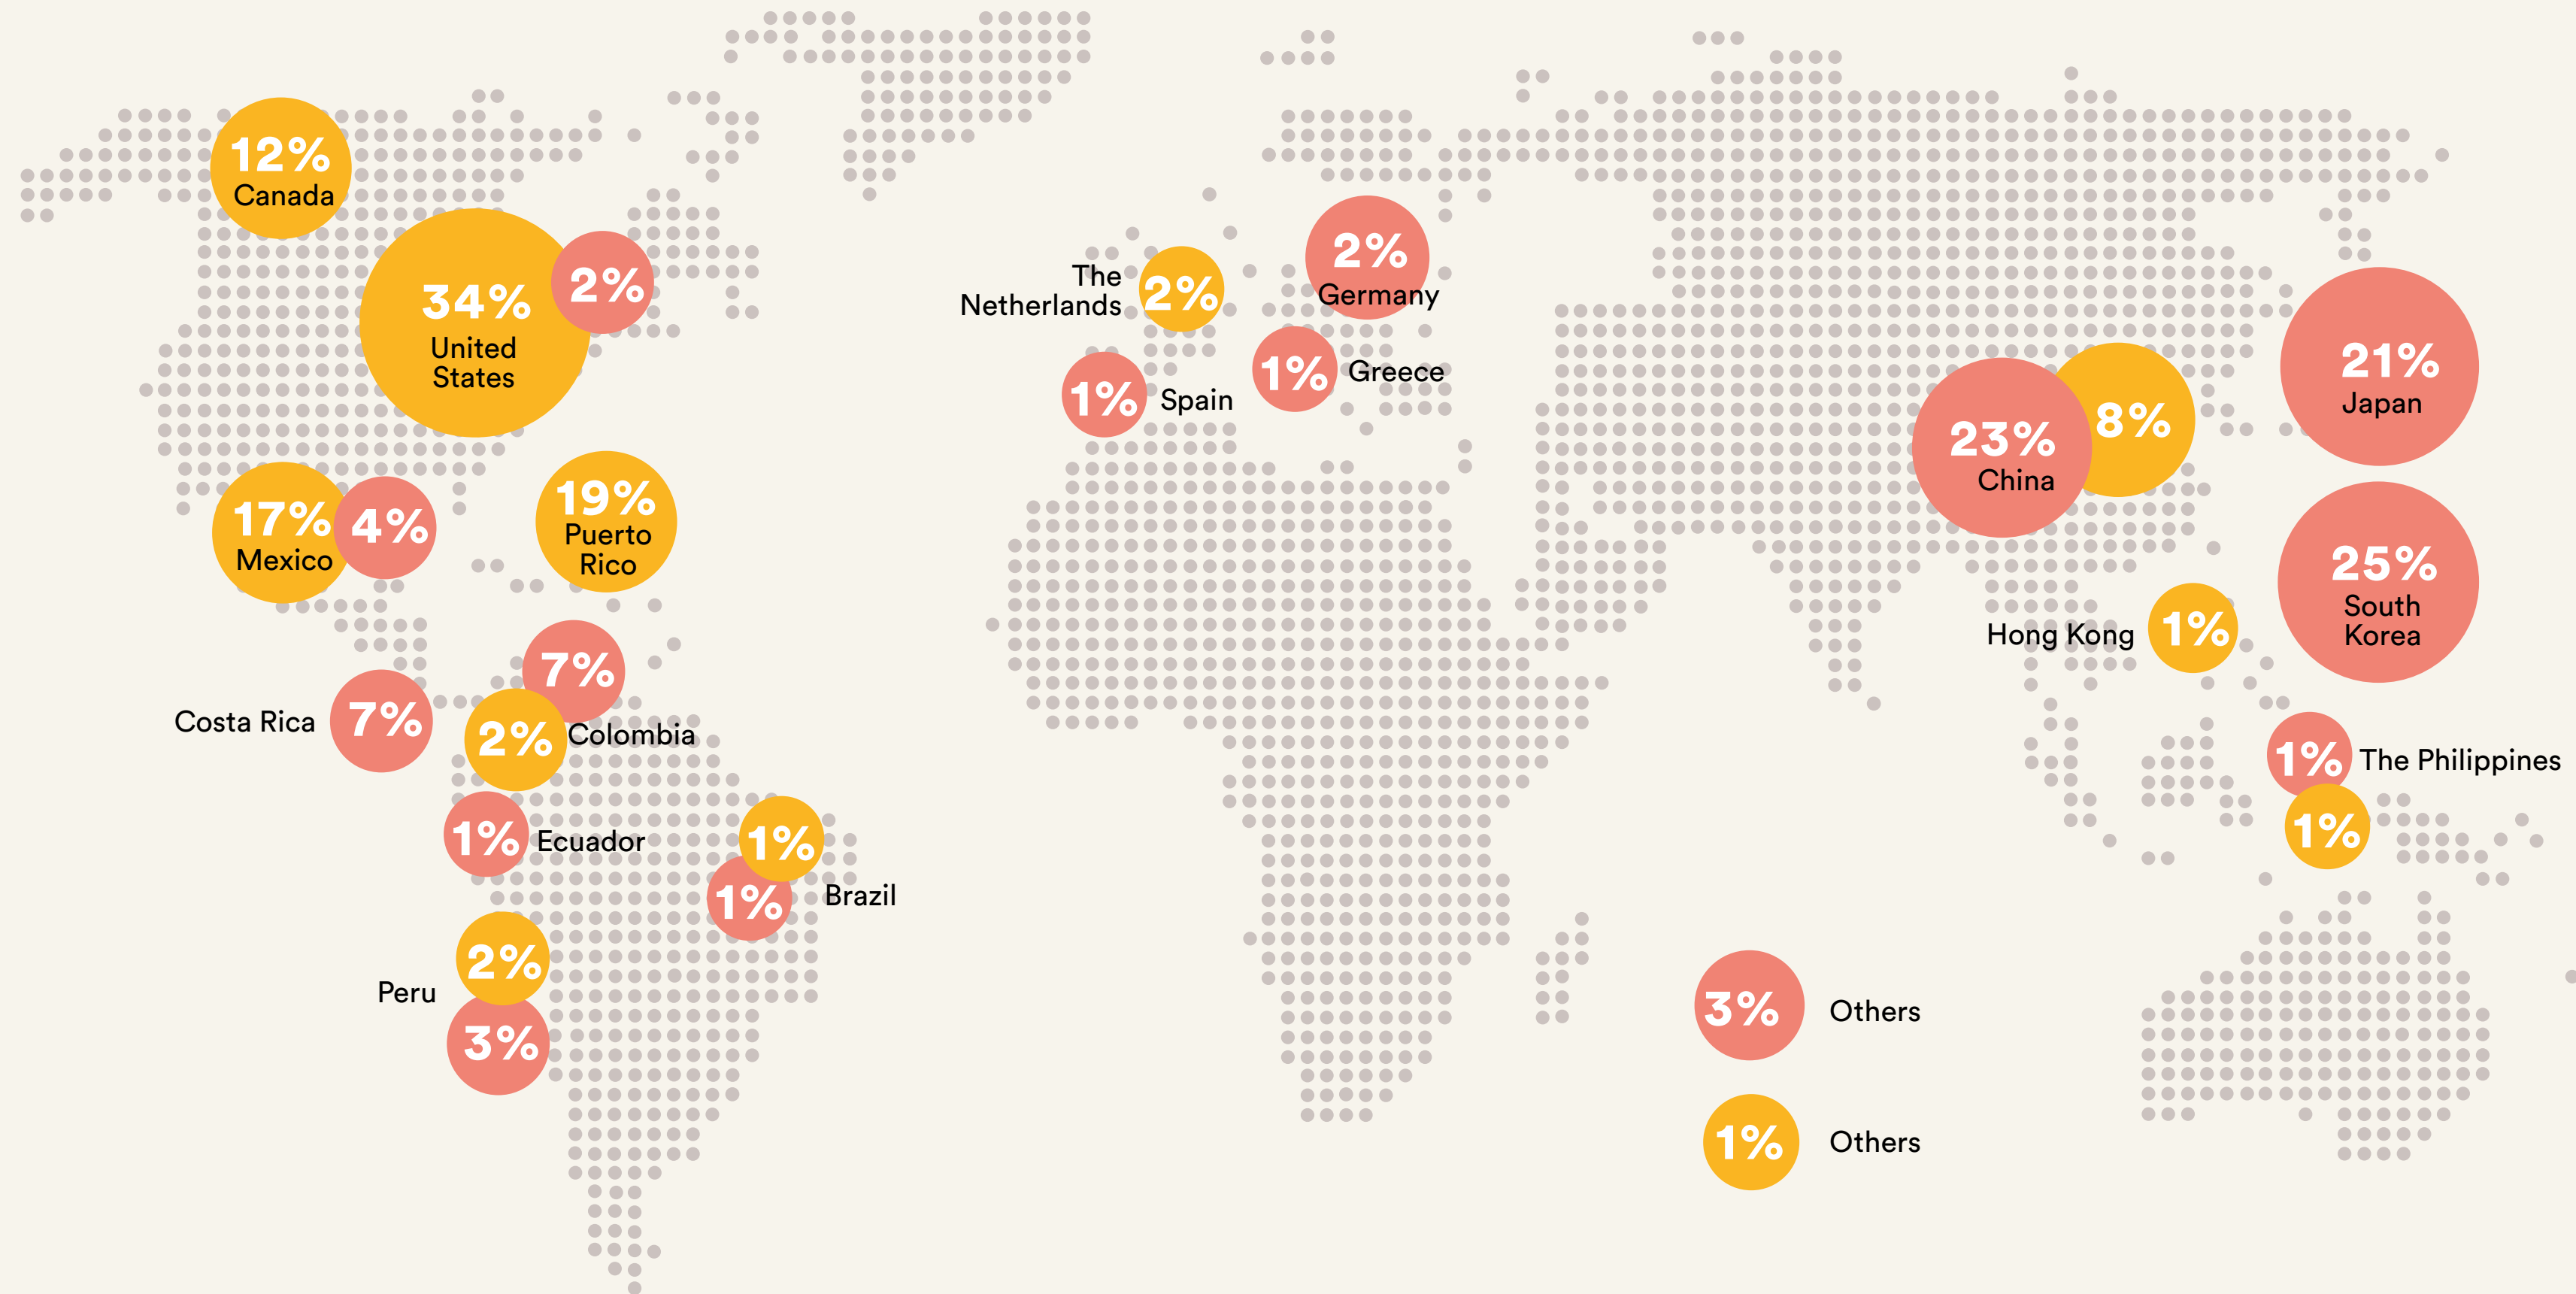 12%
Canada
34%
United
States
2%
17%
Mexico
4%
19%
Puerto
Rico
7%
2%
Colombia
Costa Rica
7%
1%
Ecuador
1%
1%
Brazil
2%
Peru
3%
The
Netherlands
2%
2%
Germany
1%
Spain
1%
Greece
23%
China
8%
21%
Japan
25%
South
Korea
Hong Kong
1%
1%
The Philippines
1%
3%
Others
1%
Others